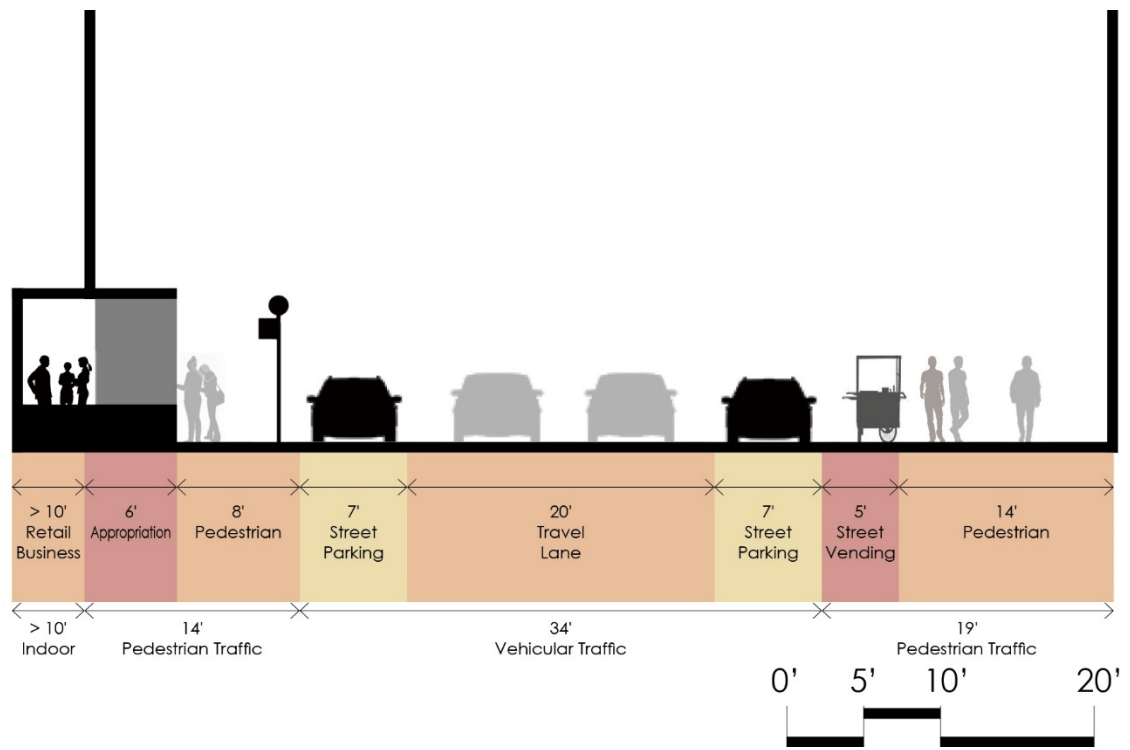 > 10'
Retail
Business
6'
Appropriation
8'
Pedestrian
7'
Street
Parking
20'
Travel
Lane
7'
Street
Parking
5'
Street
Vending
14'
Pedestrian
> 10'
Indoor
14'
Pedestrian Traffic
34'
Vehicular Traffic
19'
Pedestrian Traffic
0’ 5’ 10’ 20’